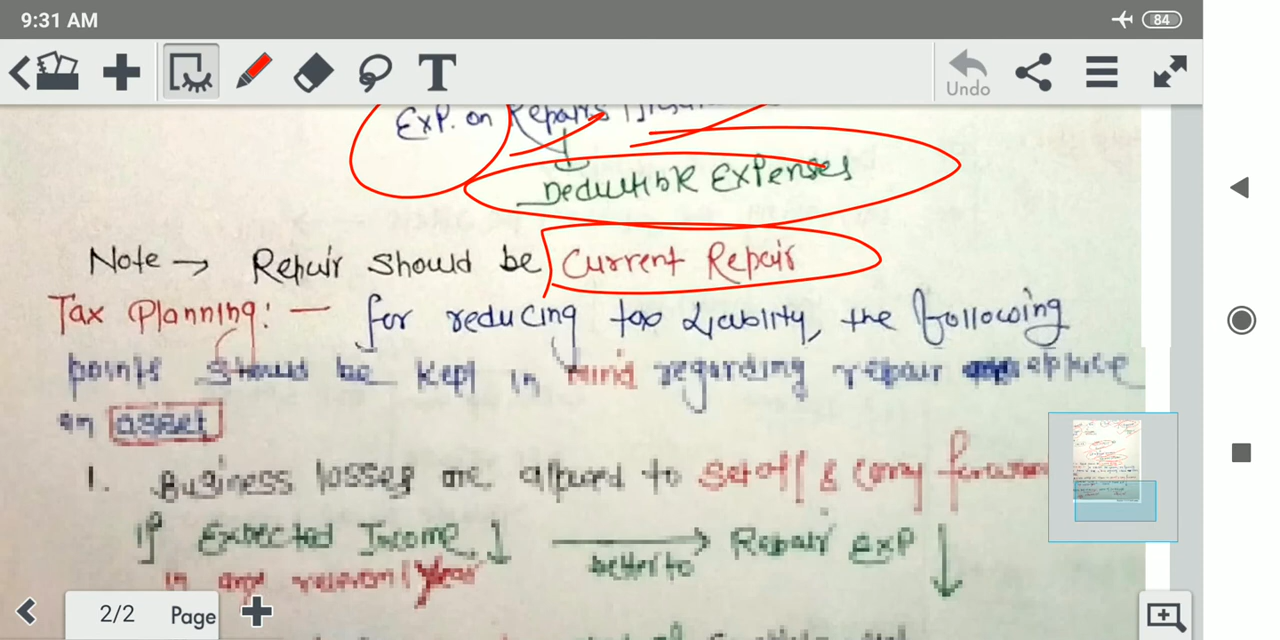 9:31 AM
84
T
Undo
Exp. on Repairs
Deductible Expenses
Note → Repair should be Current Repair
Tax Planning: — for reducing tax liability, the following
points should be kept in mind regarding repair
an asset
1. Business losses are allowed to set off & carry forward
If Expected Income ↓ → better to Repair Exp ↓
in any relevant year
2/2 Page